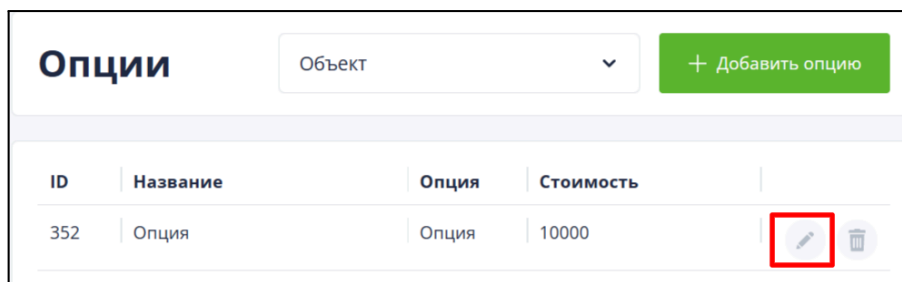 Опции Объект + Добавить опцию
ID Название Опция Стоимость
352 Опция Опция 10000